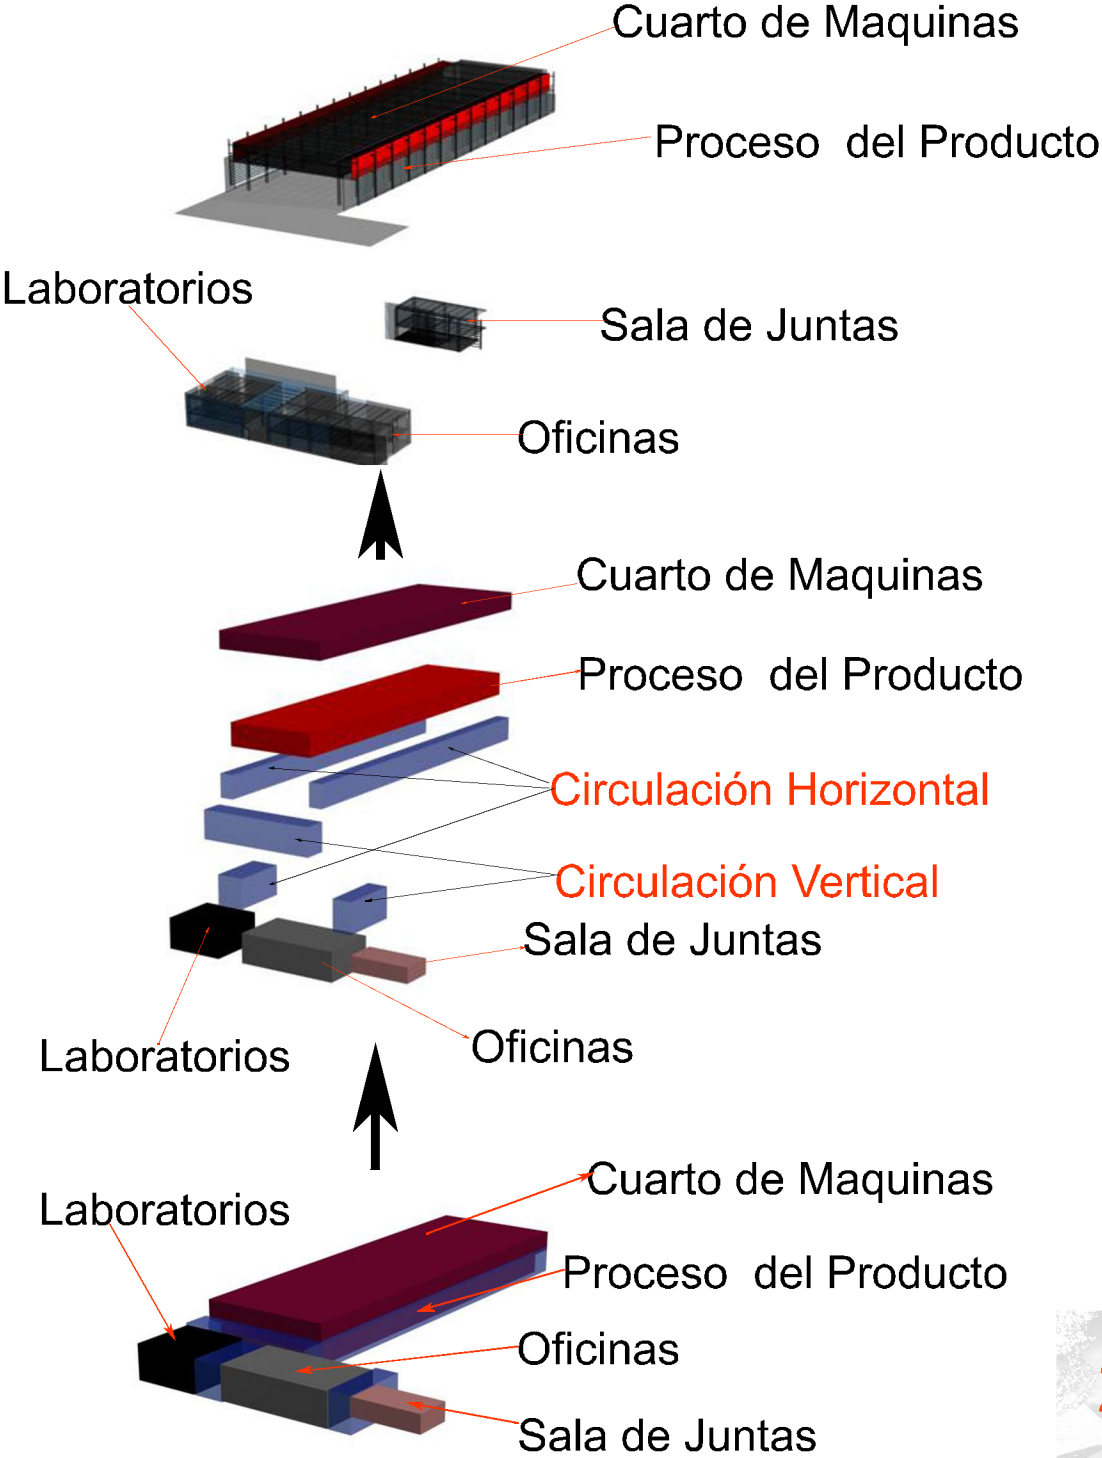 Cuarto de Maquinas
Proceso del Producto
Laboratorios
Sala de Juntas
Oficinas
Cuarto de Maquinas
Proceso del Producto
Circulación Horizontal
Circulación Vertical
Sala de Juntas
Oficinas
Laboratorios
Cuarto de Maquinas
Laboratorios
Proceso del Producto
Oficinas
Sala de Juntas